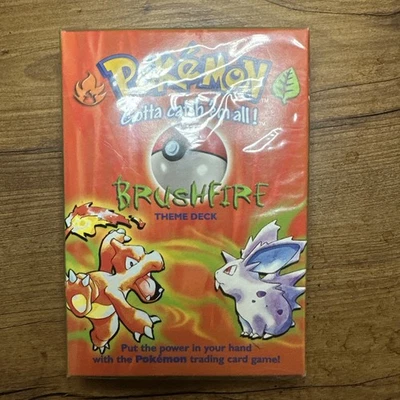 POKéMON
Gotta catch 'em all!
BRUSHFIRE
THEME DECK
Put the power in your hand
with the Pokémon trading card game!